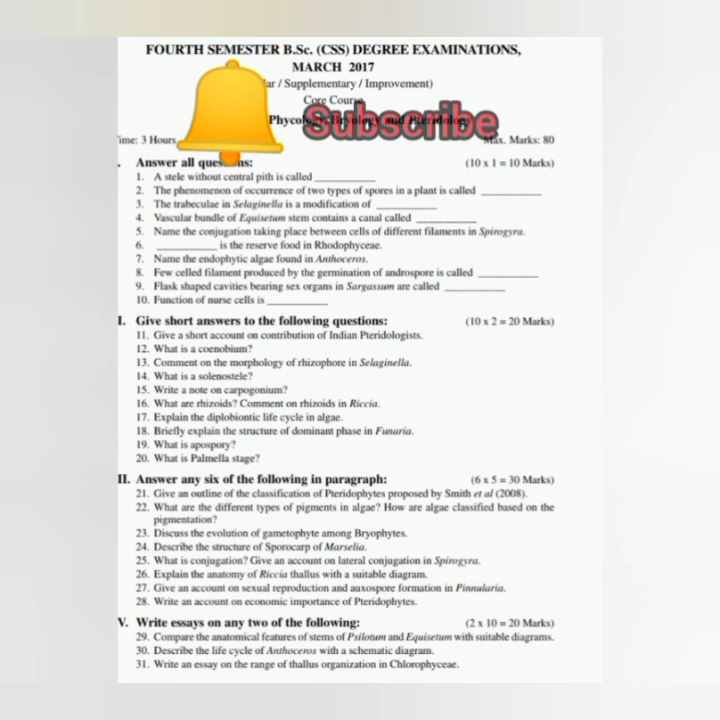 FOURTH SEMESTER B.Sc. (CSS) DEGREE EXAMINATIONS,
MARCH 2017
ar / Supplementary / Improvement)
Core Course
Phycology, Bryology and Pteridology
Subscribe
ime: 3 Hours Max. Marks: 80
. Answer all ques ns: (10 x 1 = 10 Marks)
1. A stele without central pith is called ___________
2. The phenomenon of occurrence of two types of spores in a plant is called ___________
3. The trabeculae in Selaginella is a modification of ___________
4. Vascular bundle of Equisetum stem contains a canal called ___________
5. Name the conjugation taking place between cells of different filaments in Spirogyra.
6. ___________ is the reserve food in Rhodophyceae.
7. Name the endophytic algae found in Anthoceros.
8. Few celled filament produced by the germination of androspore is called ___________
9. Flask shaped cavities bearing sex organs in Sargassum are called ___________
10. Function of nurse cells is ___________
I. Give short answers to the following questions: (10 x 2 = 20 Marks)
11. Give a short account on contribution of Indian Pteridologists.
12. What is a coenobium?
13. Comment on the morphology of rhizophore in Selaginella.
14. What is a solenostele?
15. Write a note on carpogonium?
16. What are rhizoids? Comment on rhizoids in Riccia.
17. Explain the diplobiontic life cycle in algae.
18. Briefly explain the structure of dominant phase in Funaria.
19. What is apospory?
20. What is Palmella stage?
II. Answer any six of the following in paragraph: (6 x 5 = 30 Marks)
21. Give an outline of the classification of Pteridophytes proposed by Smith et al (2008).
22. What are the different types of pigments in algae? How are algae classified based on the
pigmentation?
23. Discuss the evolution of gametophyte among Bryophytes.
24. Describe the structure of Sporocarp of Marselia.
25. What is conjugation? Give an account on lateral conjugation in Spirogyra.
26. Explain the anatomy of Riccia thallus with a suitable diagram.
27. Give an account on sexual reproduction and auxospore formation in Pinnularia.
28. Write an account on economic importance of Pteridophytes.
V. Write essays on any two of the following: (2 x 10 = 20 Marks)
29. Compare the anatomical features of stems of Psilotum and Equisetum with suitable diagrams.
30. Describe the life cycle of Anthoceros with a schematic diagram.
31. Write an essay on the range of thallus organization in Chlorophyceae.